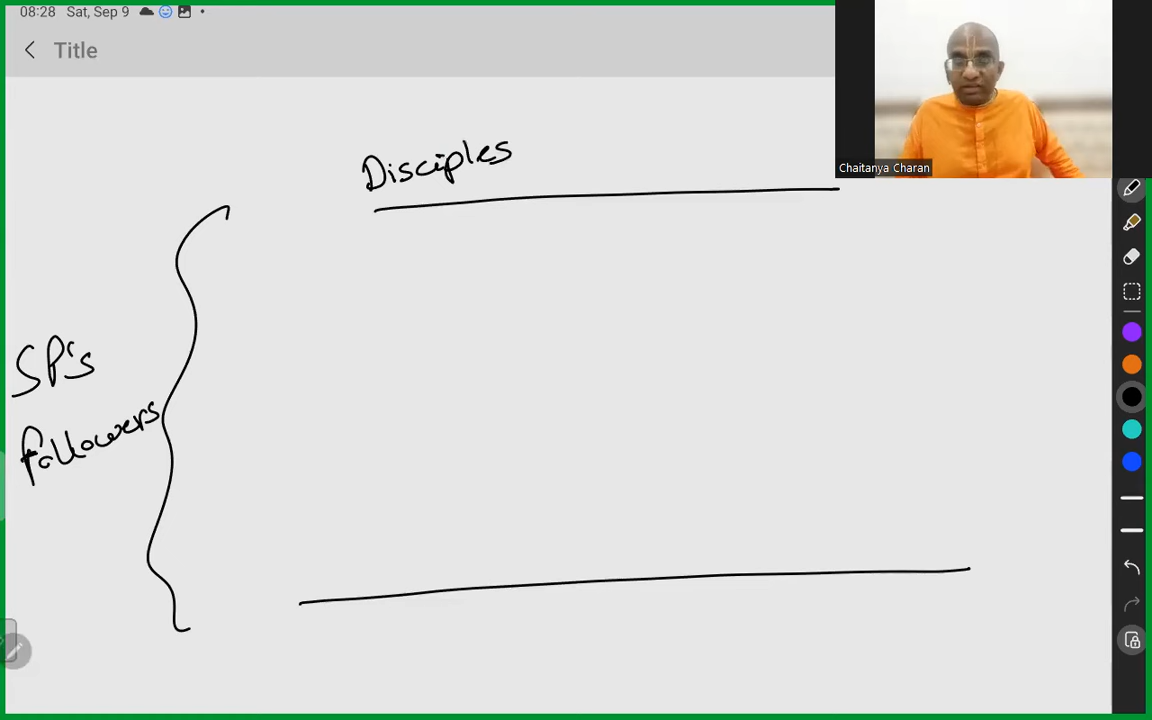 08:28 Sat, Sep 9
Title
Chaitanya Charan
Disciples
SP's
followers